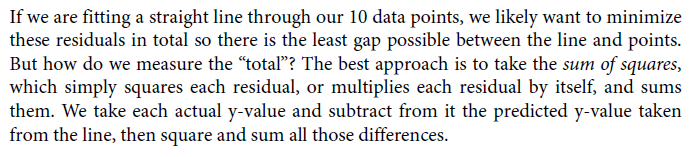 If we are fitting a straight line through our 10 data points, we likely want to minimize
these residuals in total so there is the least gap possible between the line and points.
But how do we measure the “total”? The best approach is to take the sum of squares,
which simply squares each residual, or multiplies each residual by itself, and sums
them. We take each actual y-value and subtract from it the predicted y-value taken
from the line, then square and sum all those differences.